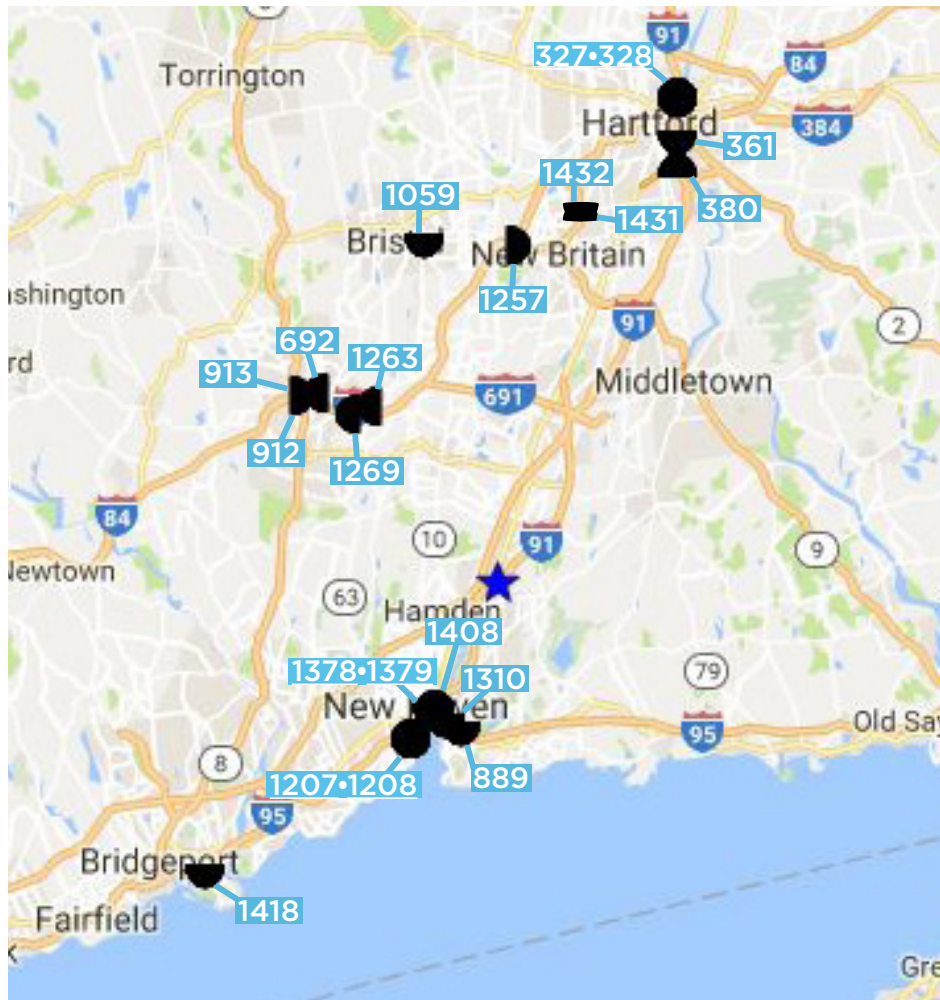 91
327•328
84
Torrington
Hartford
384
361
1432
1059
1431
380
Bristol
New Britain
1257
ashington
91
2
692
1263
rd
913
Middletown
691
912
1269
84
10
91
9
Newtown
63
Hamden
1408
1378•1379
1310
79
New Haven
Old Say
95
8
889
1207•1208
95
Bridgeport
1418
Fairfield
k
Gre